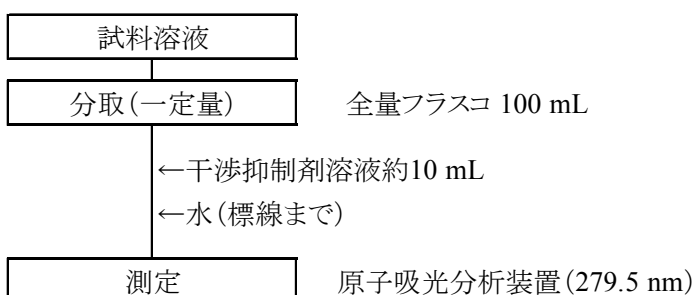 試料溶液
分取(一定量) 全量フラスコ 100 mL
←干渉抑制剤溶液約10 mL
←水(標線まで)
測定 原子吸光分析装置(279.5 nm)